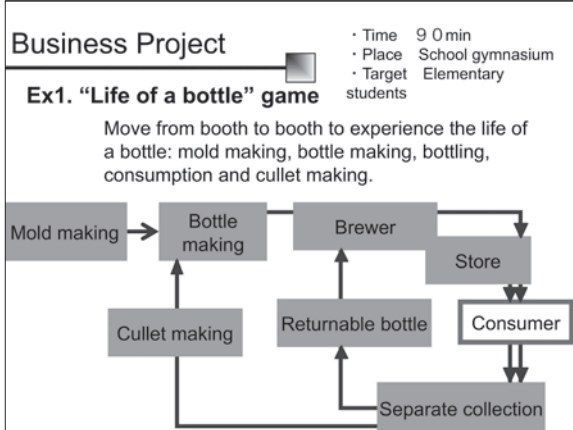 Business Project
・Time ９０min
・Place School gymnasium
・Target Elementary
students
Ex1. “Life of a bottle” game
Move from booth to booth to experience the life of
a bottle: mold making, bottle making, bottling,
consumption and cullet making.
Mold making
Bottle
making
Brewer
Store
Cullet making
Returnable bottle
Consumer
Separate collection